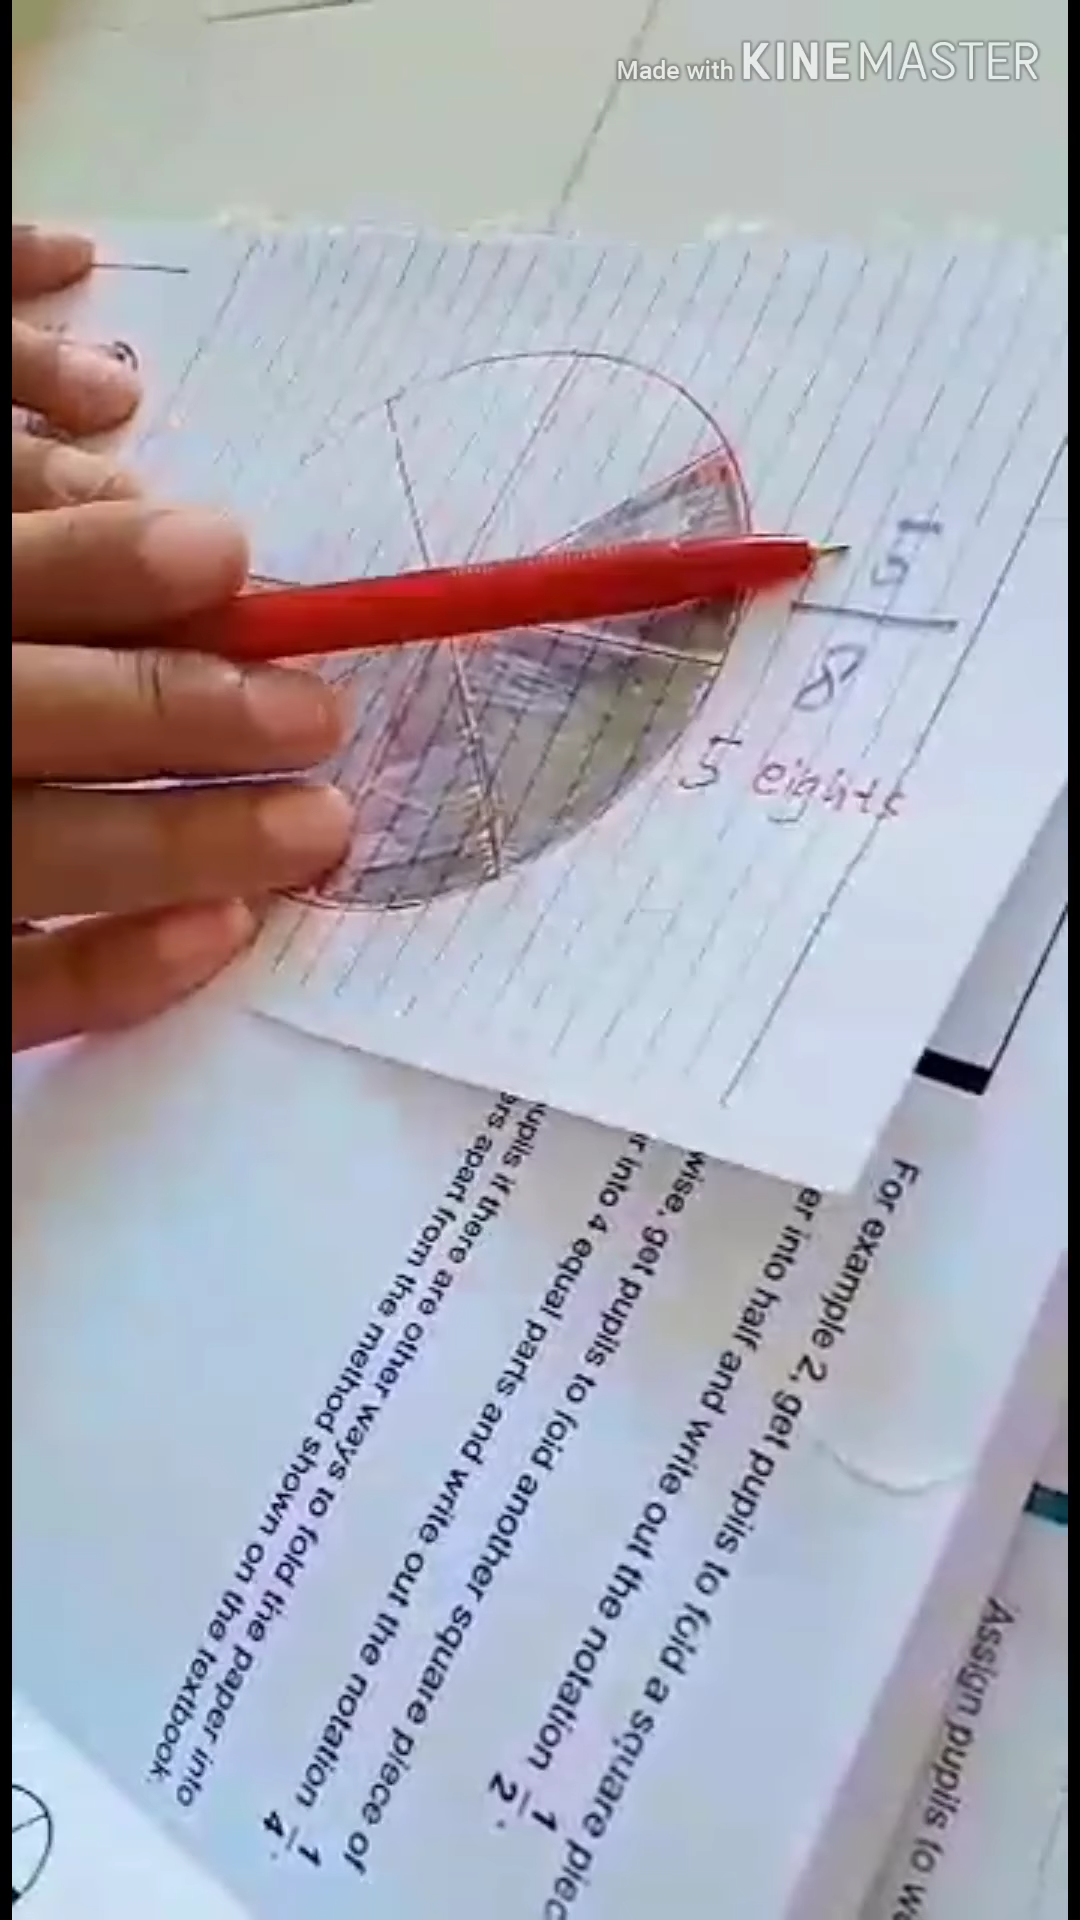 Made with KINEMASTER
5
8
5 eights
For example 2, get pupils to fold a square piec
er into half and write out the notation 1/2.
wise, get pupils to fold another square piece of
r into 4 equal parts and write out the notation 1/4.
upils if there are other ways to fold the paper into
ers apart from the method shown on the textbook.
Assign pupils to wo